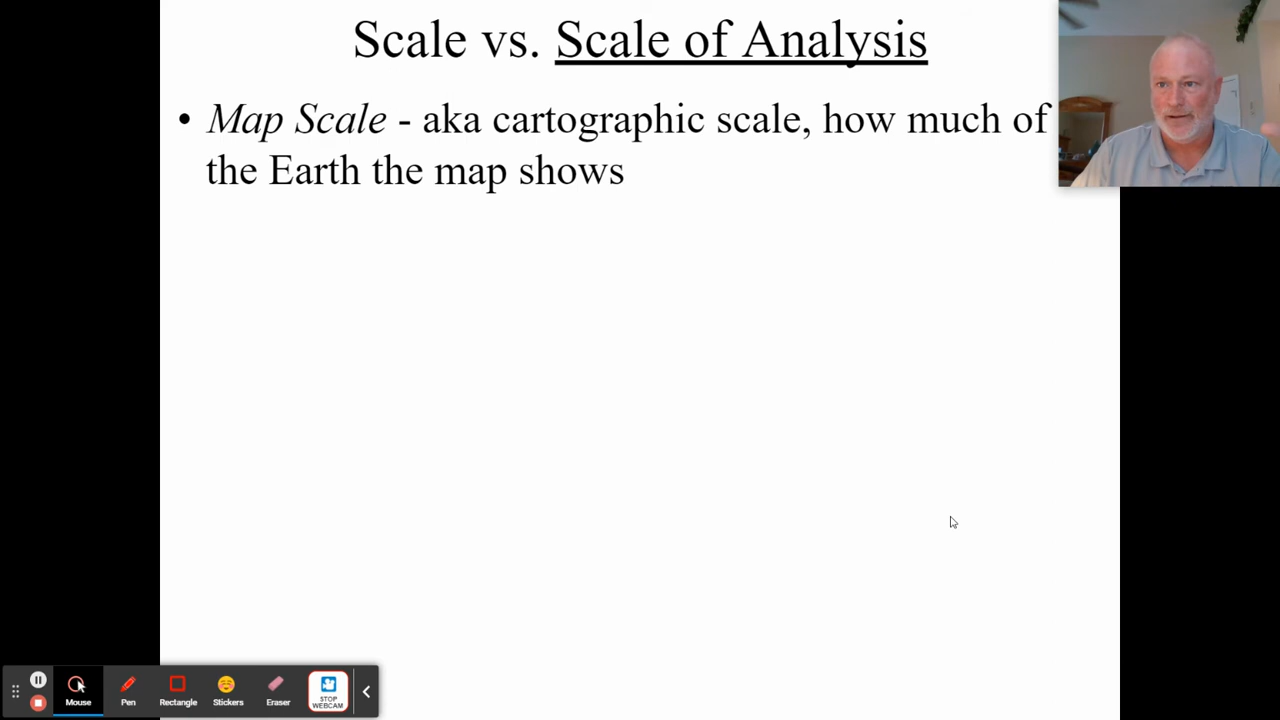 Scale vs. Scale of Analysis
• Map Scale - aka cartographic scale, how much of
the Earth the map shows
Mouse
Pen
Rectangle
Stickers
Eraser
STOP
WEBCAM